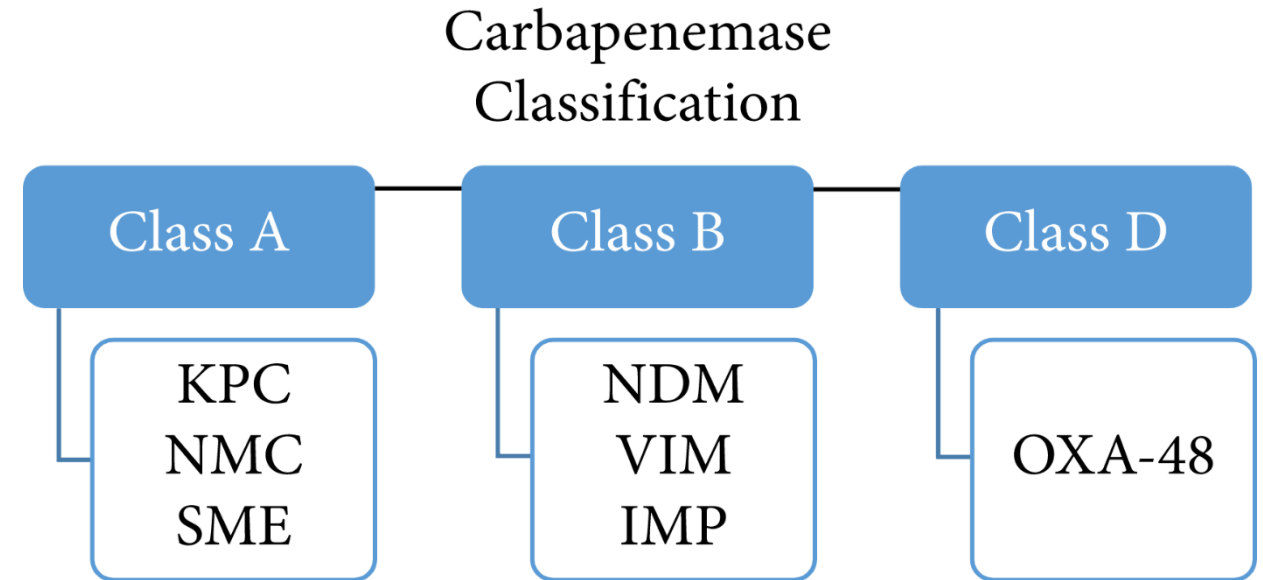 Carbapenemase
Classification
Class A
Class B
Class D
KPC
NMC
SME
NDM
VIM
IMP
OXA-48